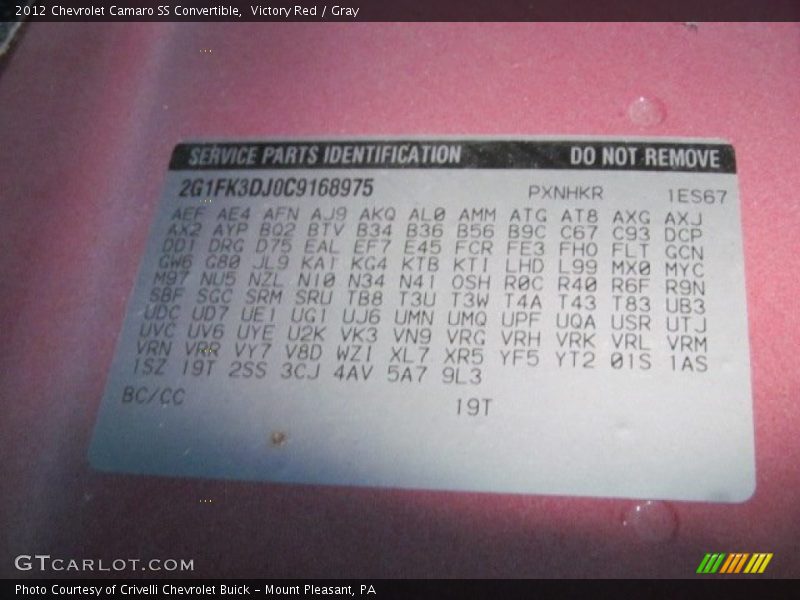 2012 Chevrolet Camaro SS Convertible,  Victory Red / Gray
SERVICE PARTS IDENTIFICATION DO NOT REMOVE
2G1FK3DJ0C9168975 PXNHKR 1ES67
AEF AE4 AFN AJ9 AKQ AL0 AMM ATG AT8 AXG AXJ
AX2 AYP BQ2 BTV B34 B36 B56 B9C C67 C93 DCP
DD1 DRG D75 EAL EF7 E45 FCR FE3 FHO FLT GCN
GW6 G80 JL9 KA1 KG4 KTB KTI LHD L99 MX0 MYC
M97 NU5 NZL N10 N34 N41 OSH R0C R40 R6F R9N
SBF SGC SRM SRU TB8 T3U T3W T4A T43 T83 UB3
UDC UD7 UE1 UG1 UJ6 UMN UMQ UPF UQA USR UTJ
UVC UV6 UYE U2K VK3 VN9 VRG VRH VRK VRL VRM
VRN VRR VY7 V8D WZ1 XL7 XR5 YF5 YT2 01S 1AS
1SZ 19T 2SS 3CJ 4AV 5A7 9L3
BC/CC 19T
GTCARLOT.COM
Photo Courtesy of Crivelli Chevrolet Buick - Mount Pleasant, PA